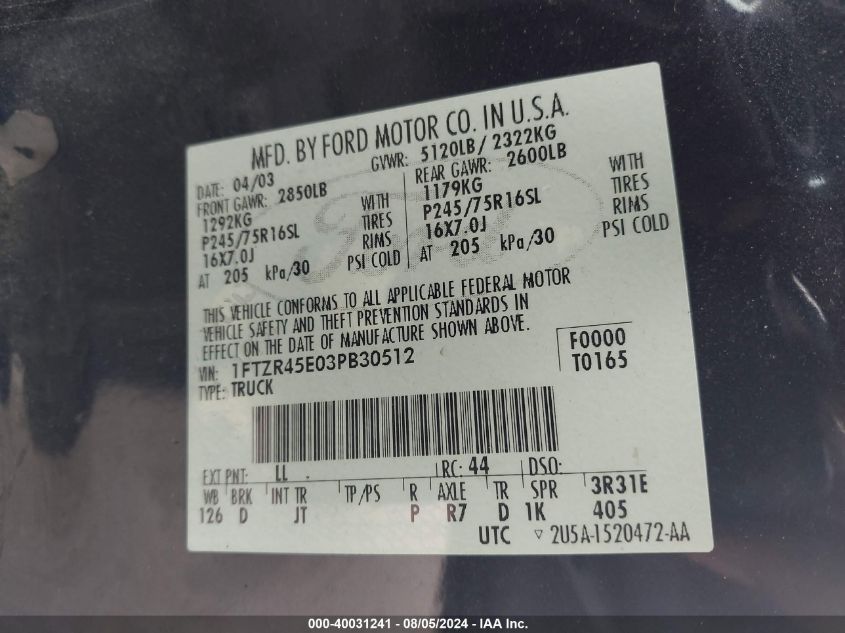 MFD. BY FORD MOTOR CO. IN U.S.A.
DATE: 04/03 GVWR: 5120LB/ 2322KG
FRONT GAWR: 2850LB REAR GAWR: 2600LB
1292KG WITH 1179KG WITH
P245/75R16SL TIRES P245/75R16SL TIRES
16X7.0J RIMS 16X7.0J RIMS
AT 205 kPa/30 PSI COLD AT 205 kPa/30 PSI COLD
Ford
THIS VEHICLE CONFORMS TO ALL APPLICABLE FEDERAL MOTOR
VEHICLE SAFETY AND THEFT PREVENTION STANDARDS IN
EFFECT ON THE DATE OF MANUFACTURE SHOWN ABOVE.
VIN: 1FTZR45E03PB30512 F0000
TYPE: TRUCK T0165
EXT PNT: LL RC: 44 DSO:
WB BRK INT TR TP/PS R AXLE TR SPR 3R31E
126 D JT P R7 D 1K 405
UTC ▽ 2U5A-1520472-AA
000-40031241 - 08/05/2024 - IAA Inc.